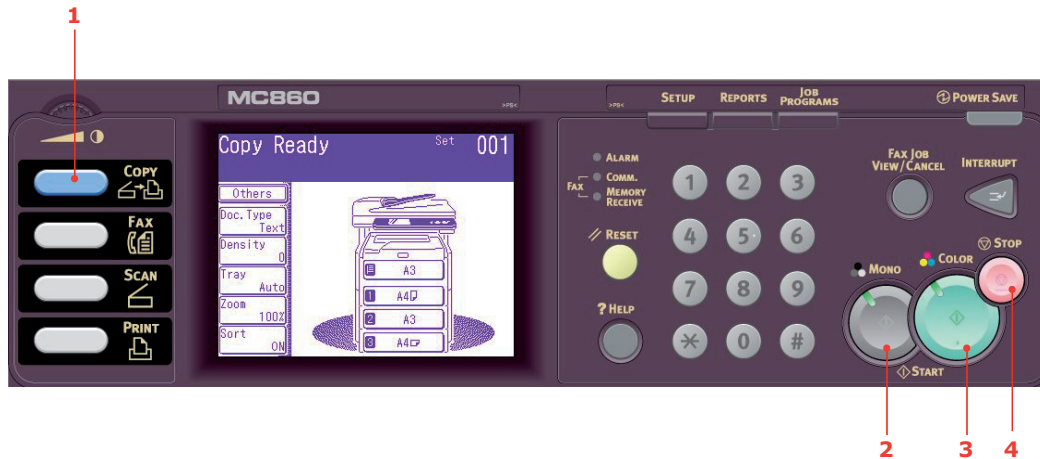 1
MC860
>PS<
>PS<
SETUP
REPORTS
JOB
PROGRAMS
POWER SAVE
COPY
FAX
SCAN
PRINT
Copy Ready
Set
001
Others
Doc.Type
Text
Density
0
Tray
Auto
Zoom
100%
Sort
ON
A3
1
A4
2
A3
3
A4
ALARM
FAX
COMM.
MEMORY
RECEIVE
RESET
? HELP
1 2 3
4 5 6
7 8 9
* 0 #
FAX JOB
VIEW/CANCEL
INTERRUPT
STOP
MONO
COLOR
START
2
3
4